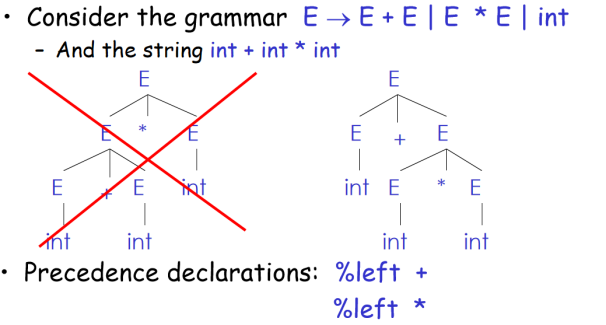 • Consider the grammar E → E + E | E * E | int
– And the string int + int * int
E E
E * E E + E
E + E int int E * E
int int int int
• Precedence declarations: %left +
%left *